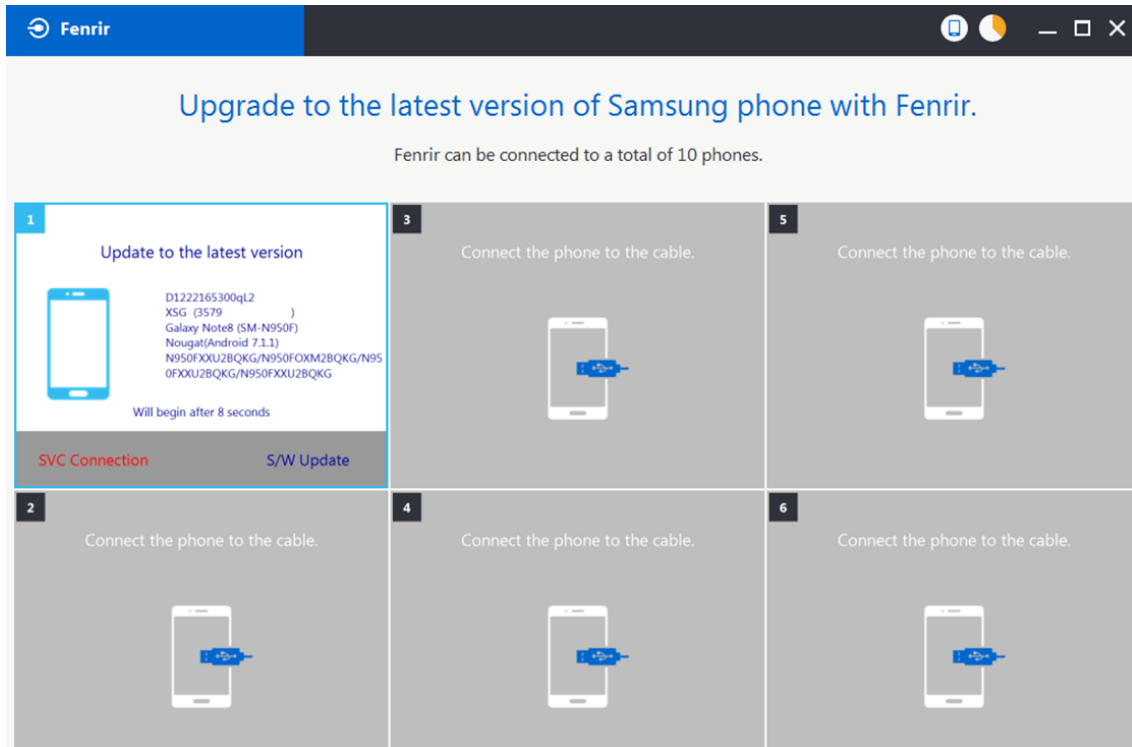 Fenrir
Upgrade to the latest version of Samsung phone with Fenrir.
Fenrir can be connected to a total of 10 phones.
1
Update to the latest version
D1222165300qL2
XSG (3579 )
Galaxy Note8 (SM-N950F)
Nougat(Android 7.1.1)
N950FXXU2BQKG/N950FOXM2BQKG/N95
0FXXU2BQKG/N950FXXU2BQKG
Will begin after 8 seconds
SVC Connection S/W Update
2
Connect the phone to the cable.
3
Connect the phone to the cable.
4
Connect the phone to the cable.
5
Connect the phone to the cable.
6
Connect the phone to the cable.